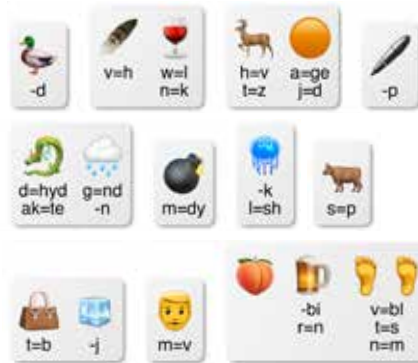 -d
v=h w=l
n=k
h=v a=ge
t=z j=d
-p
d=hyd g=nd
ak=te -n
m=dy
-k
l=sh
s=p
t=b -j
m=v
-bi v=bl
r=n t=s
n=m